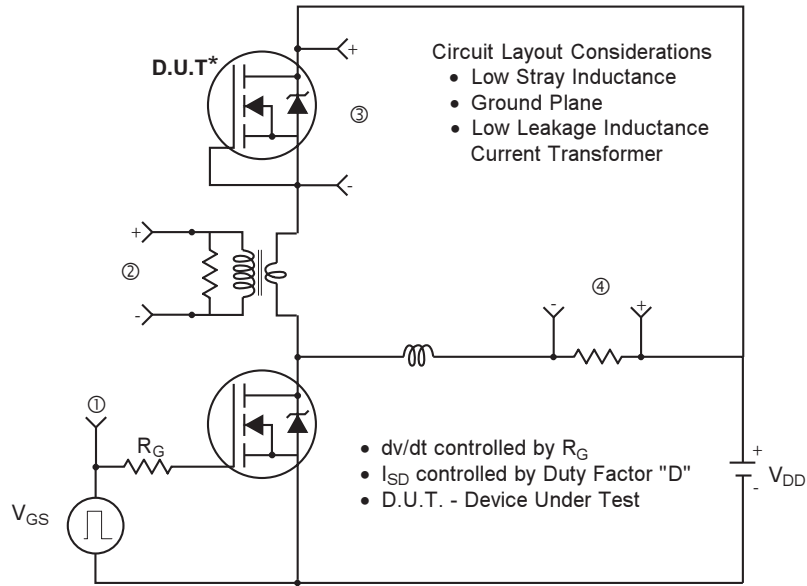 D.U.T*
+
Circuit Layout Considerations
• Low Stray Inductance
• Ground Plane
• Low Leakage Inductance
Current Transformer
③
-
+
②
-
④
- +
①
R_G
V_GS
• dv/dt controlled by R_G
• I_SD controlled by Duty Factor "D"
• D.U.T. - Device Under Test
+
V_DD
-